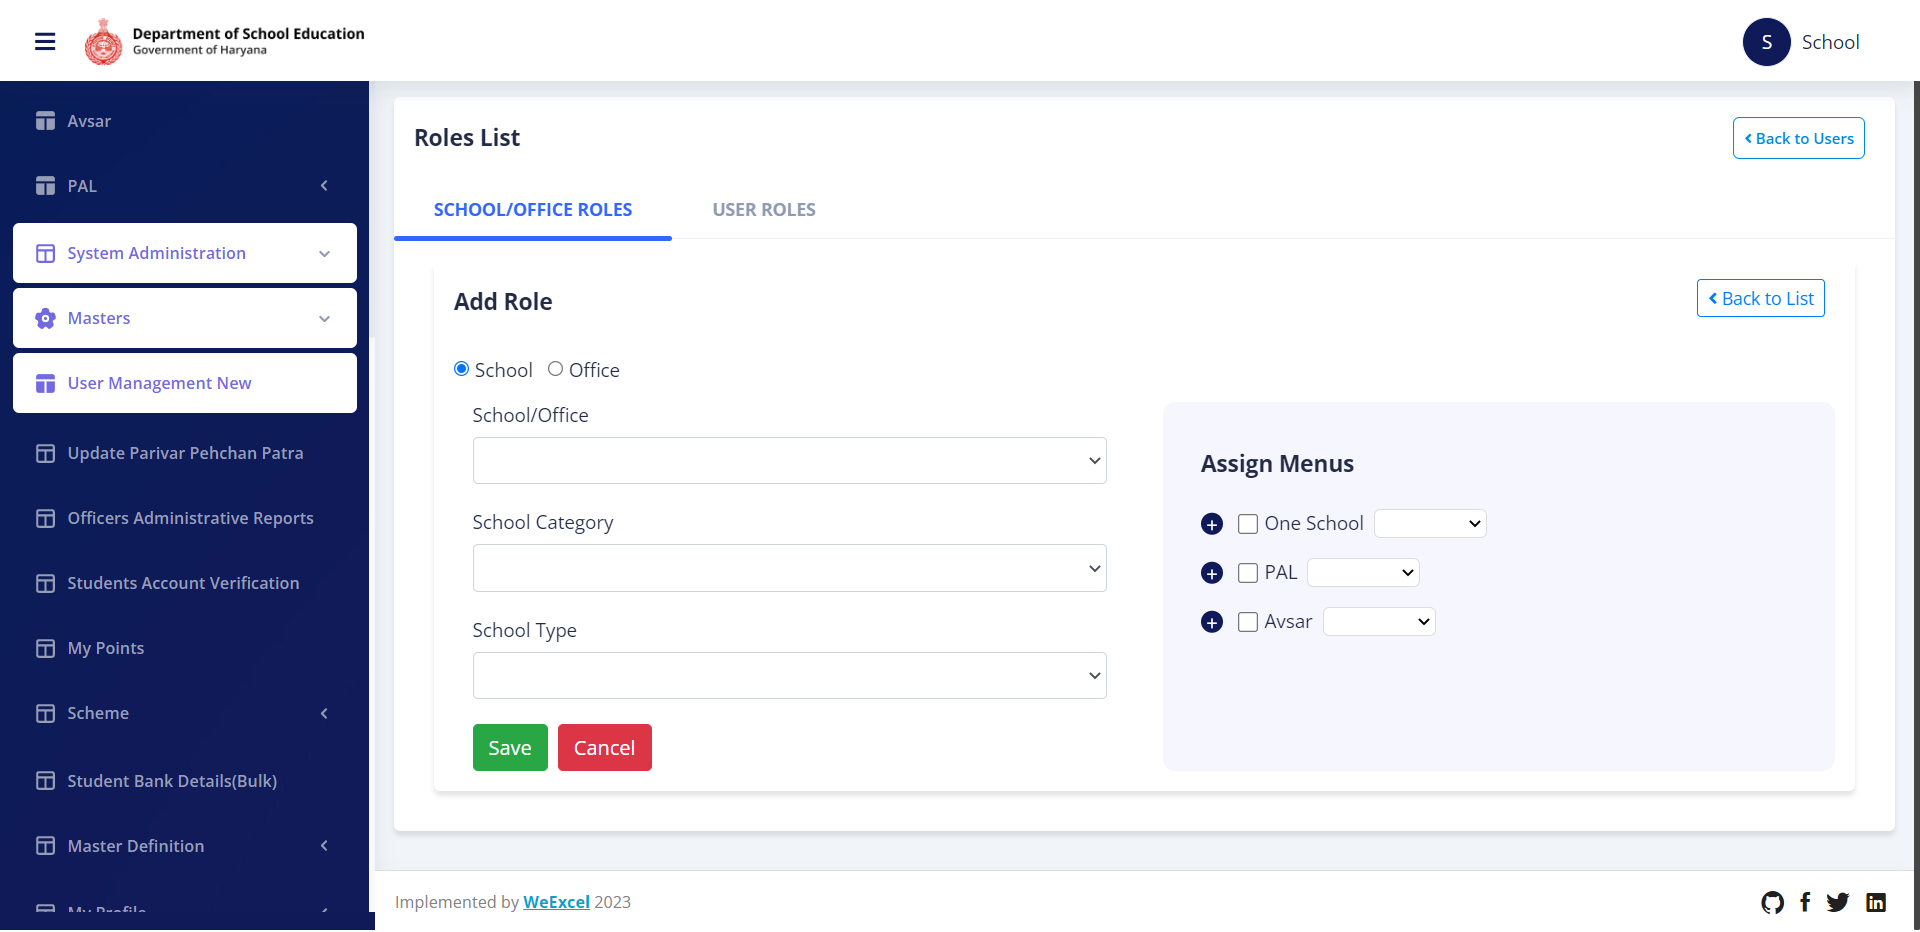 Department of School Education
Government of Haryana
S School
Avsar
PAL
System Administration
Masters
User Management New
Update Parivar Pehchan Patra
Officers Administrative Reports
Students Account Verification
My Points
Scheme
Student Bank Details(Bulk)
Master Definition
My Profile
Roles List
Back to Users
SCHOOL/OFFICE ROLES
USER ROLES
Add Role
Back to List
School Office
School/Office
School Category
School Type
Save Cancel
Assign Menus
One School
PAL
Avsar
Implemented by WeExcel 2023